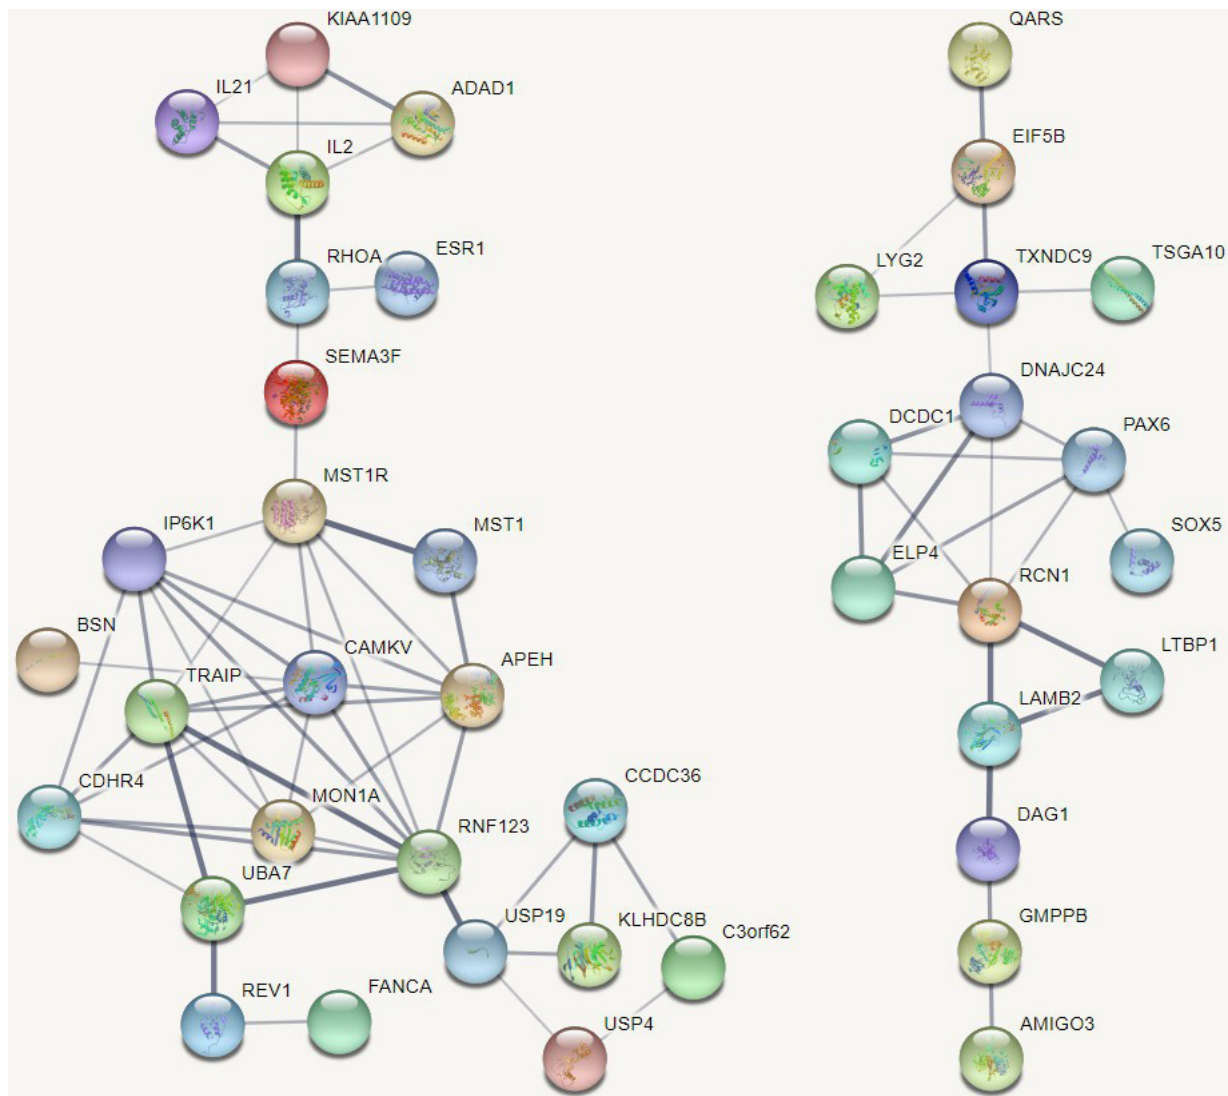 KIAA1109
QARS
IL21
ADAD1
EIF5B
IL2
RHOA
ESR1
LYG2
TXNDC9
TSGA10
SEMA3F
DNAJC24
DCDC1
PAX6
MST1R
IP6K1
MST1
SOX5
ELP4
RCN1
BSN
CAMKV
APEH
TRAIP
LTBP1
LAMB2
CDHR4
MON1A
CCDC36
RNF123
DAG1
UBA7
USP19
KLHDC8B
C3orf62
GMPPB
REV1
FANCA
USP4
AMIGO3